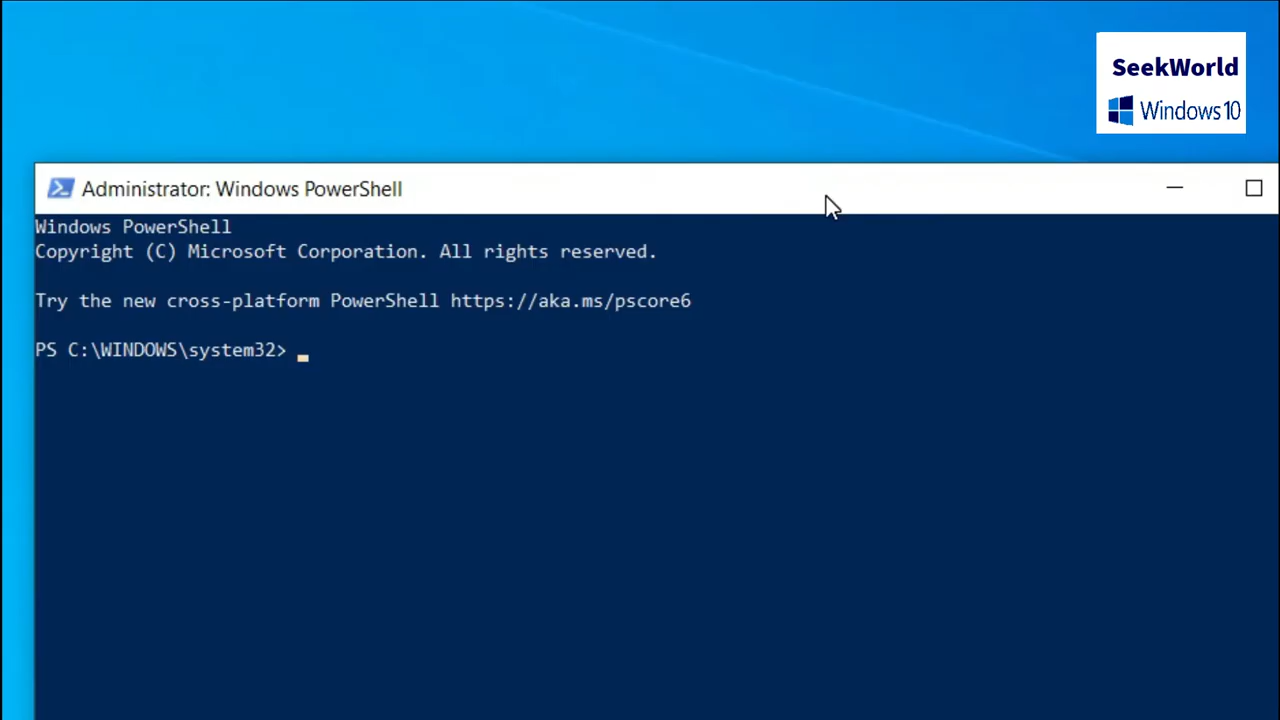 SeekWorld
Windows 10
Administrator: Windows PowerShell
Windows PowerShell
Copyright (C) Microsoft Corporation. All rights reserved.
Try the new cross-platform PowerShell https://aka.ms/pscore6
PS C:\WINDOWS\system32>